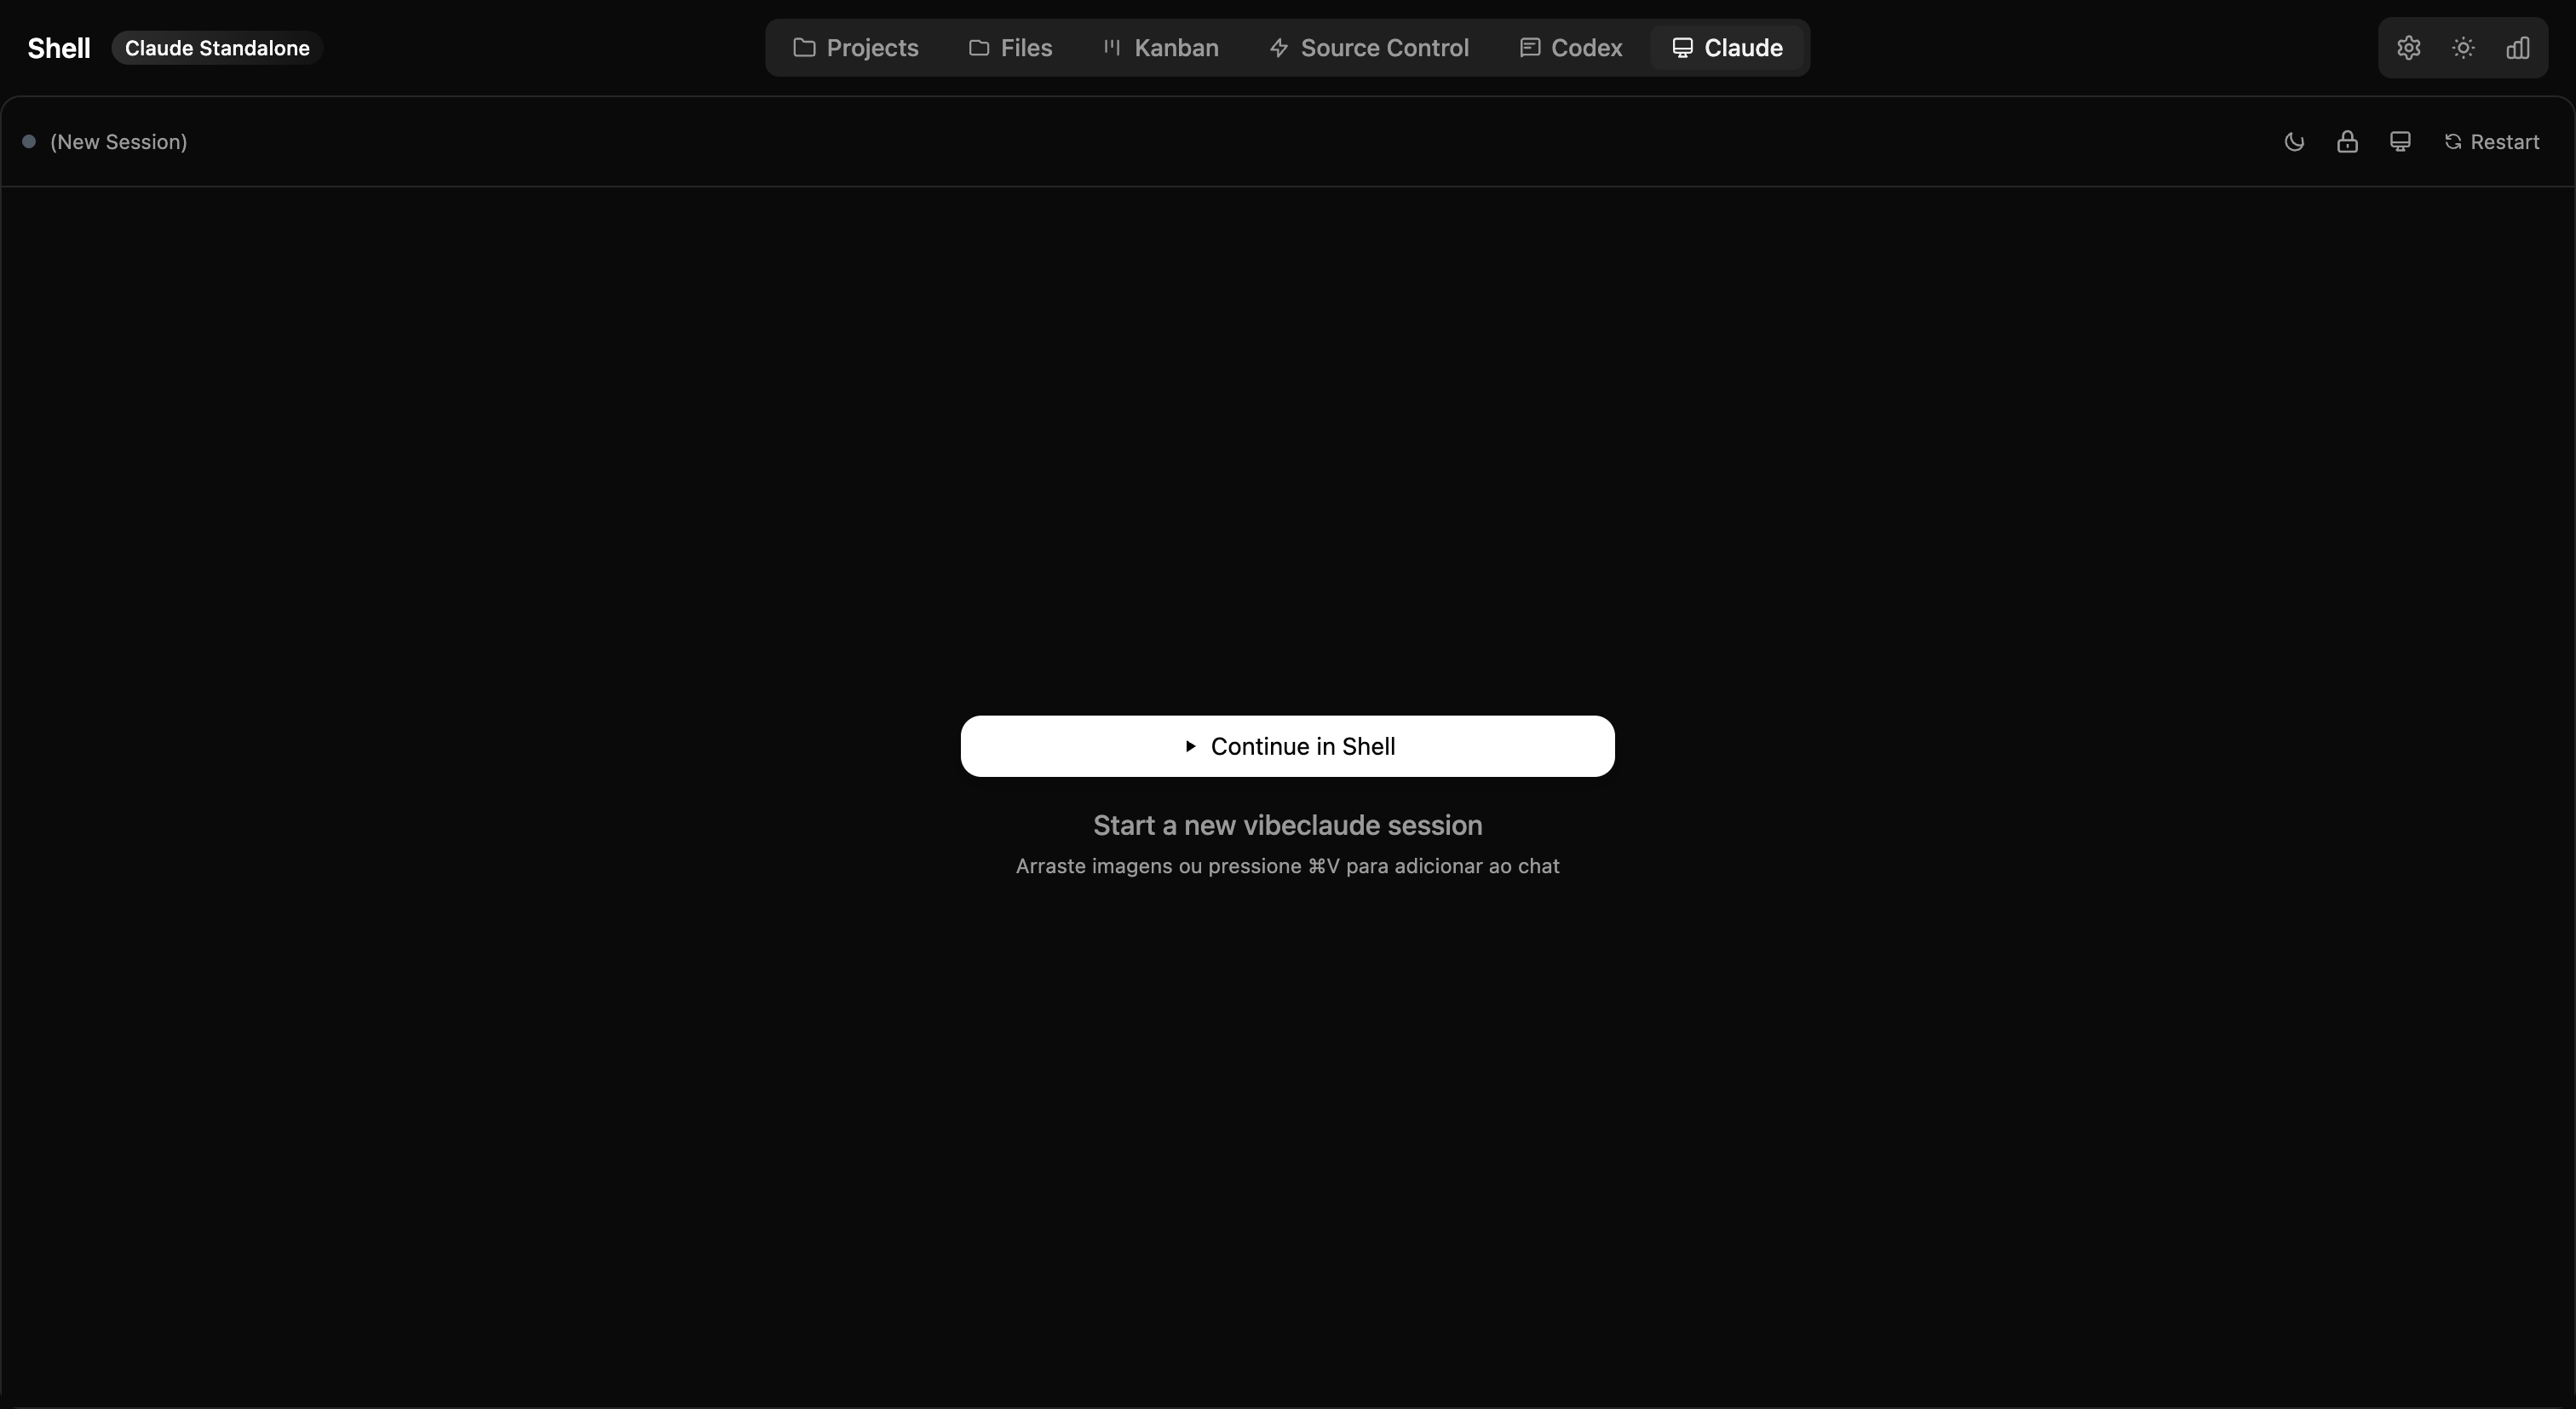 Shell Claude Standalone Projects Files Kanban Source Control Codex Claude
(New Session) Restart
Continue in Shell
Start a new vibeclaude session
Arraste imagens ou pressione ⌘V para adicionar ao chat